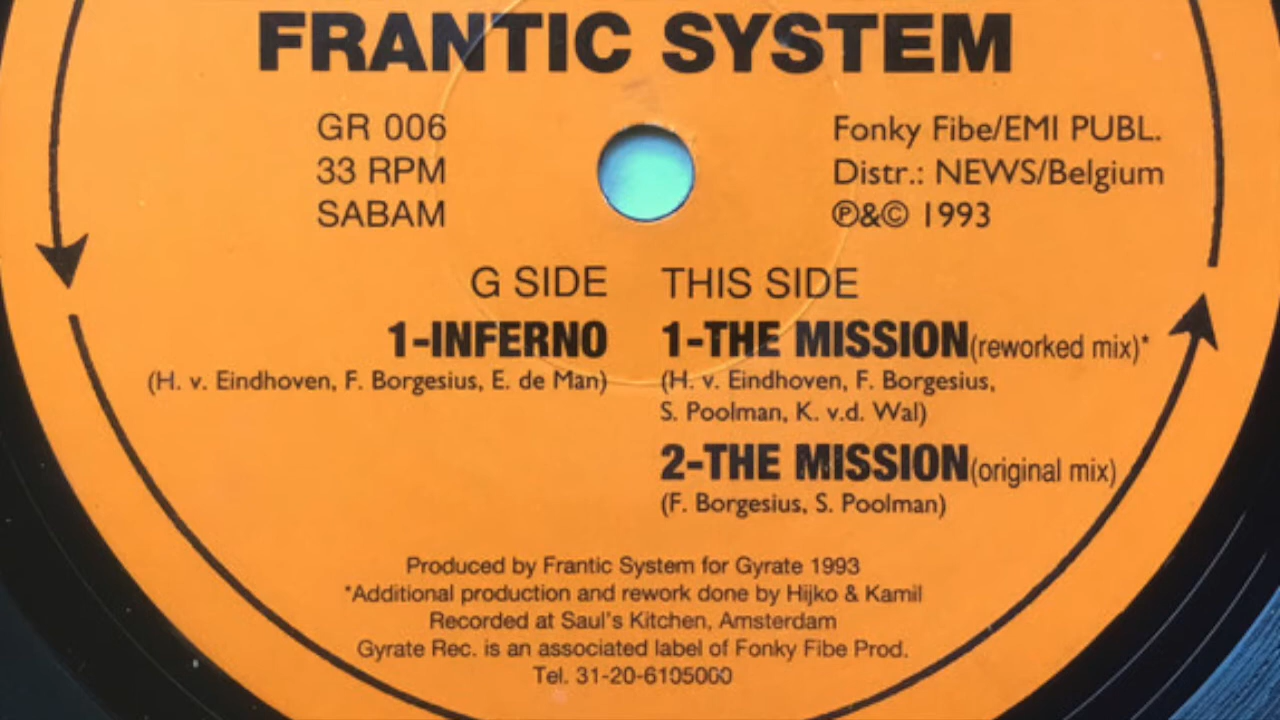 FRANTIC SYSTEM
GR 006
33 RPM
SABAM
Fonky Fibe/EMI PUBL.
Distr.: NEWS/Belgium
℗&© 1993
G SIDE
1-INFERNO
(H. v. Eindhoven, F. Borgesius, E. de Man)
THIS SIDE
1-THE MISSION(reworked mix)*
(H. v. Eindhoven, F. Borgesius,
S. Poolman, K. v.d. Wal)
2-THE MISSION(original mix)
(F. Borgesius, S. Poolman)
Produced by Frantic System for Gyrate 1993
*Additional production and rework done by Hijko & Kamil
Recorded at Saul's Kitchen, Amsterdam
Gyrate Rec. is an associated label of Fonky Fibe Prod.
Tel. 31-20-6105000